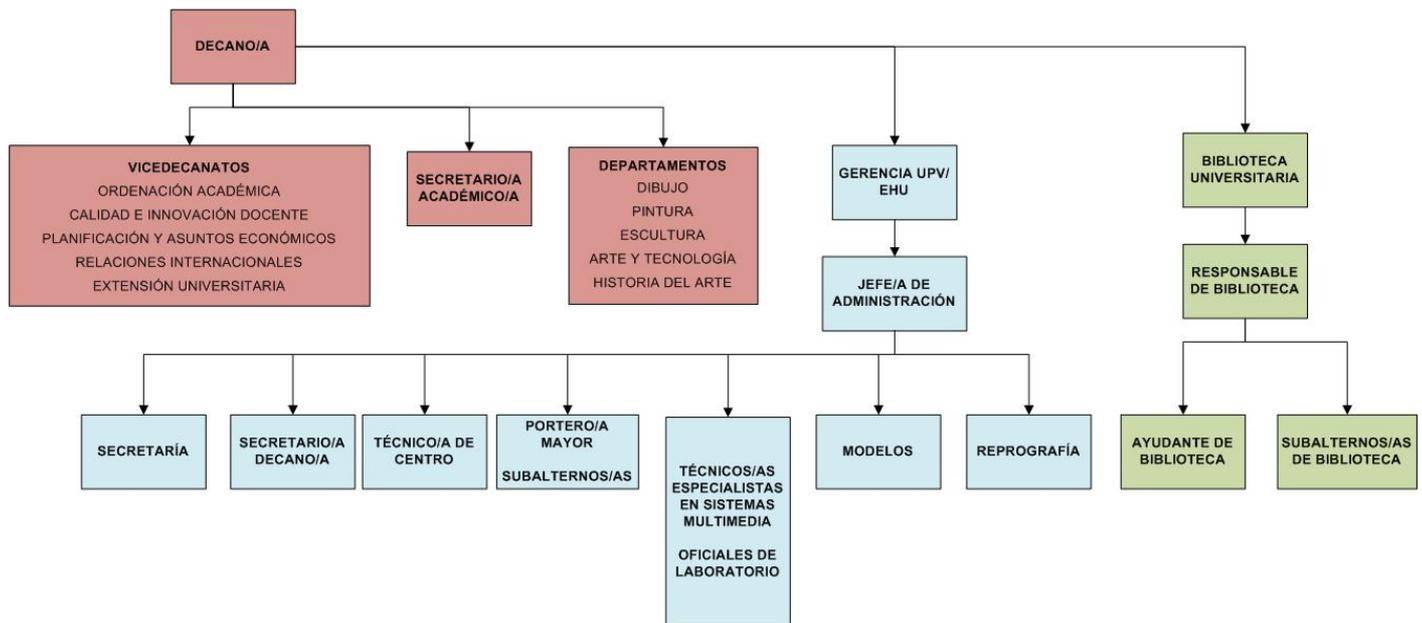 DECANO/A
VICEDECANATOS
ORDENACIÓN ACADÉMICA
CALIDAD E INNOVACIÓN DOCENTE
PLANIFICACIÓN Y ASUNTOS ECONÓMICOS
RELACIONES INTERNACIONALES
EXTENSIÓN UNIVERSITARIA
SECRETARIO/A
ACADÉMICO/A
DEPARTAMENTOS
DIBUJO
PINTURA
ESCULTURA
ARTE Y TECNOLOGÍA
HISTORIA DEL ARTE
GERENCIA UPV/
EHU
BIBLIOTECA
UNIVERSITARIA
JEFE/A DE
ADMINISTRACIÓN
RESPONSABLE
DE BIBLIOTECA
SECRETARÍA
SECRETARIO/A
DECANO/A
TÉCNICO/A DE
CENTRO
PORTERO/A
MAYOR
SUBALTERNOS/AS
TÉCNICOS/AS
ESPECIALISTAS
EN SISTEMAS
MULTIMEDIA
OFICIALES DE
LABORATORIO
MODELOS
REPROGRAFÍA
AYUDANTE DE
BIBLIOTECA
SUBALTERNOS/AS
DE BIBLIOTECA